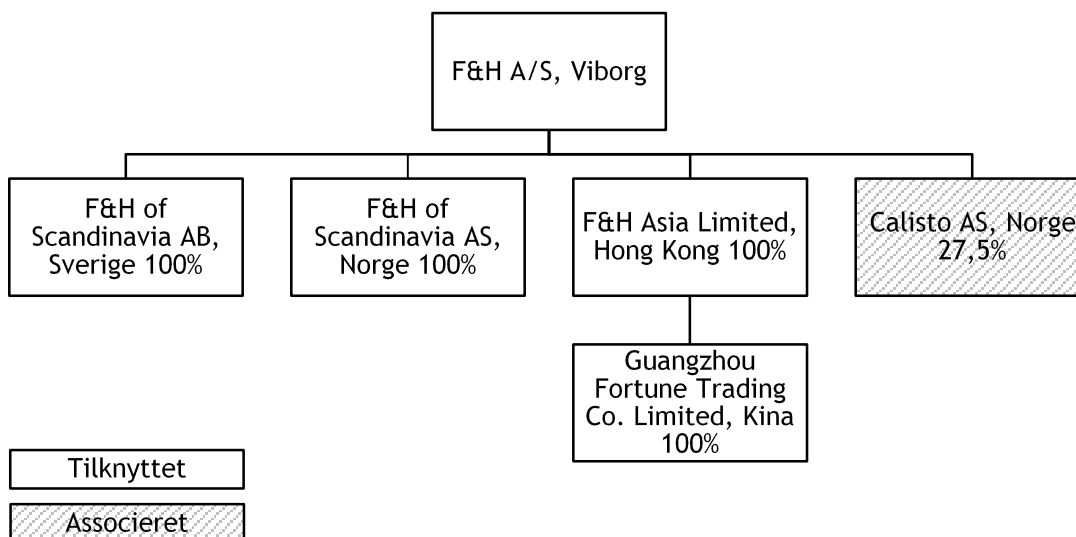 F&H A/S, Viborg
F&H of
Scandinavia AB,
Sverige 100%
F&H of
Scandinavia AS,
Norge 100%
F&H Asia Limited,
Hong Kong 100%
Calisto AS, Norge
27,5%
Guangzhou
Fortune Trading
Co. Limited, Kina
100%
Tilknyttet
Associeret